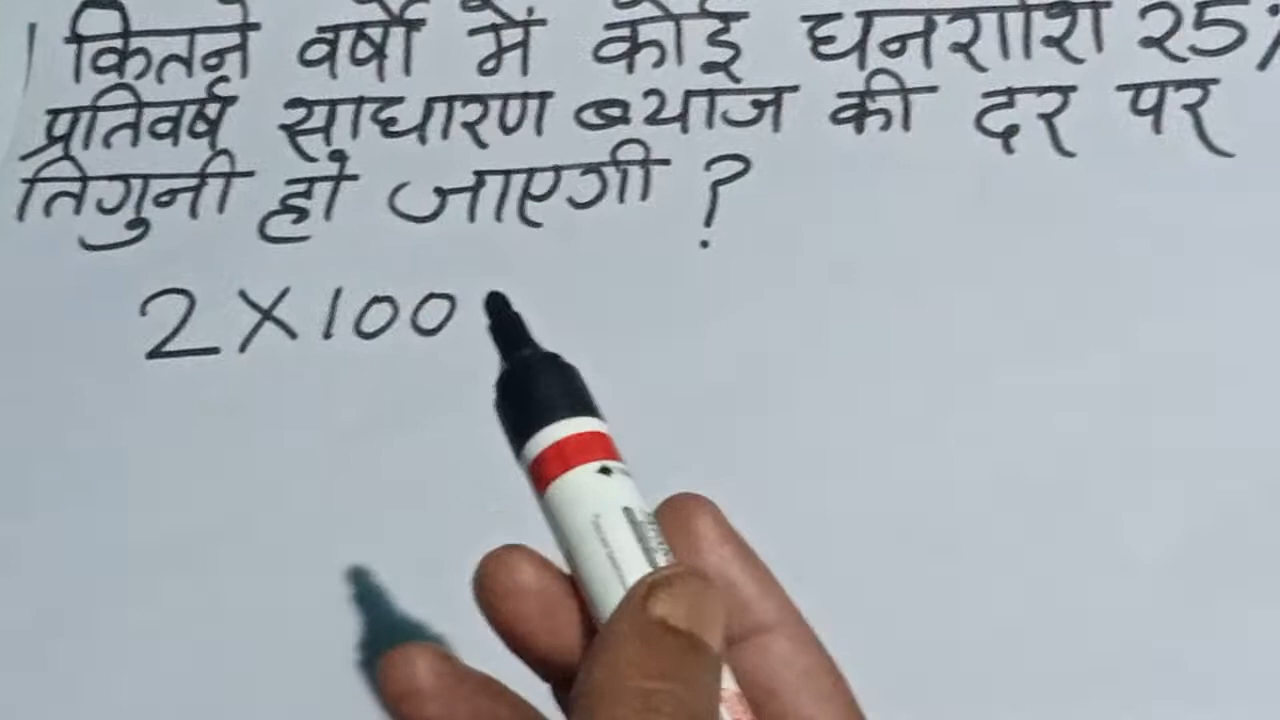 कितने वर्षों में कोई धनराशि 25%
प्रतिवर्ष साधारण ब्याज की दर पर
तिगुनी हो जाएगी ?
2 X 100